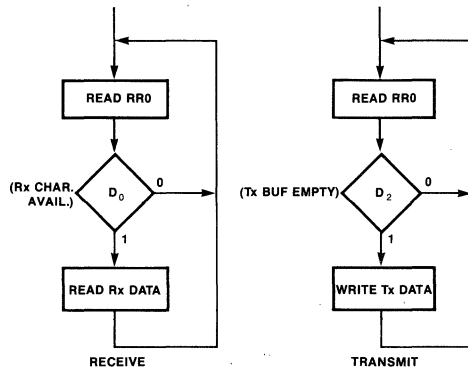 READ RR0
(Rx CHAR.
AVAIL.)
D0
0
1
READ Rx DATA
RECEIVE
READ RR0
(Tx BUF EMPTY)
D2
0
1
WRITE Tx DATA
TRANSMIT